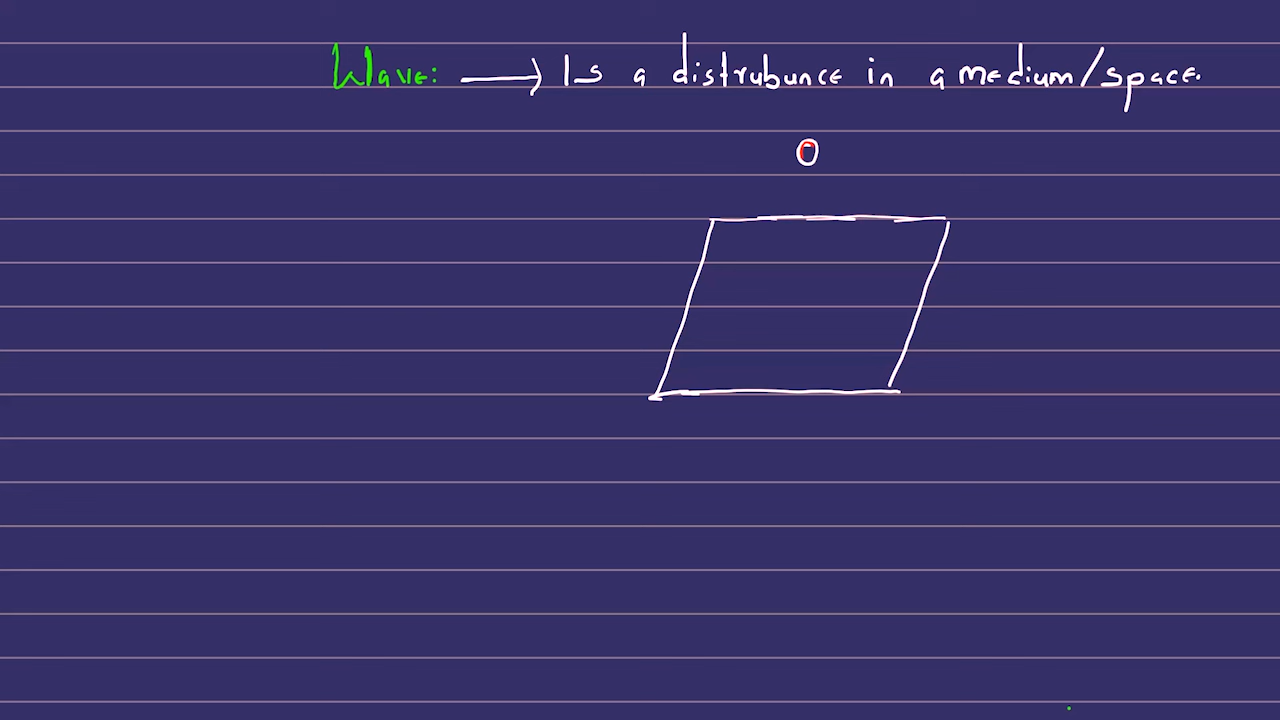 Wave: → Is a distrubunce in a medium/space.